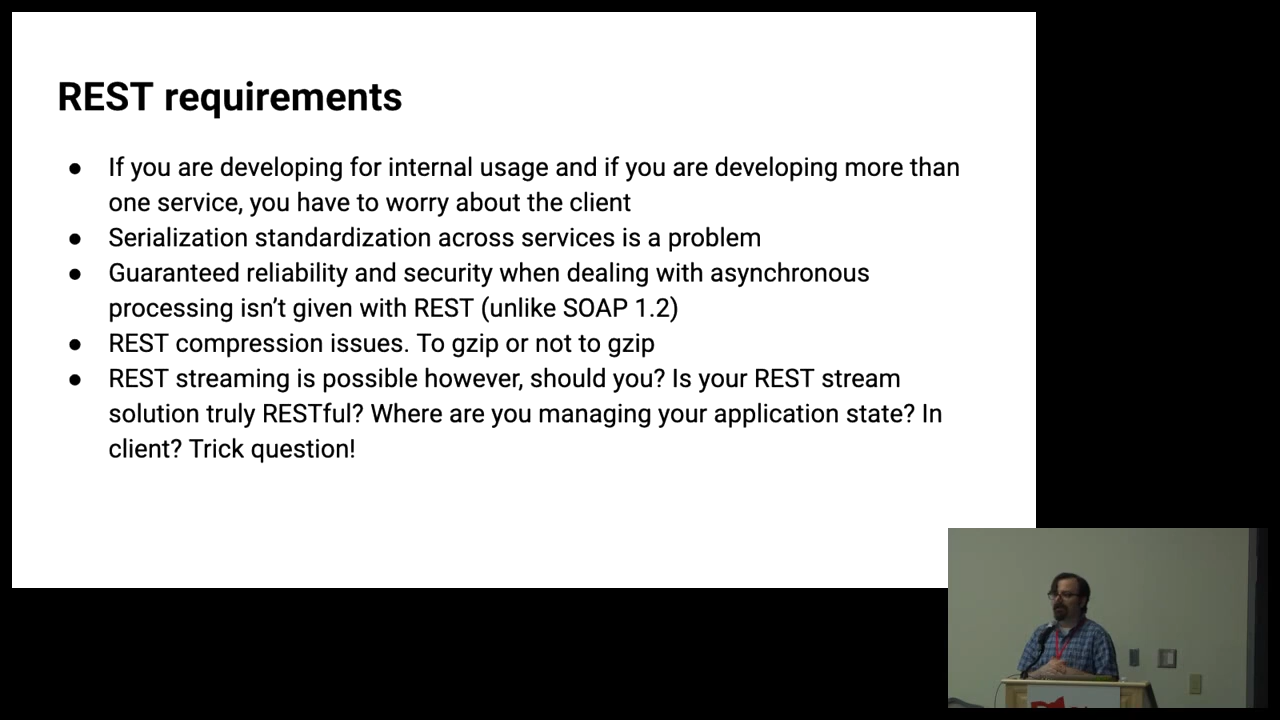 REST requirements
● If you are developing for internal usage and if you are developing more than
one service, you have to worry about the client
● Serialization standardization across services is a problem
● Guaranteed reliability and security when dealing with asynchronous
processing isn’t given with REST (unlike SOAP 1.2)
● REST compression issues. To gzip or not to gzip
● REST streaming is possible however, should you? Is your REST stream
solution truly RESTful? Where are you managing your application state? In
client? Trick question!